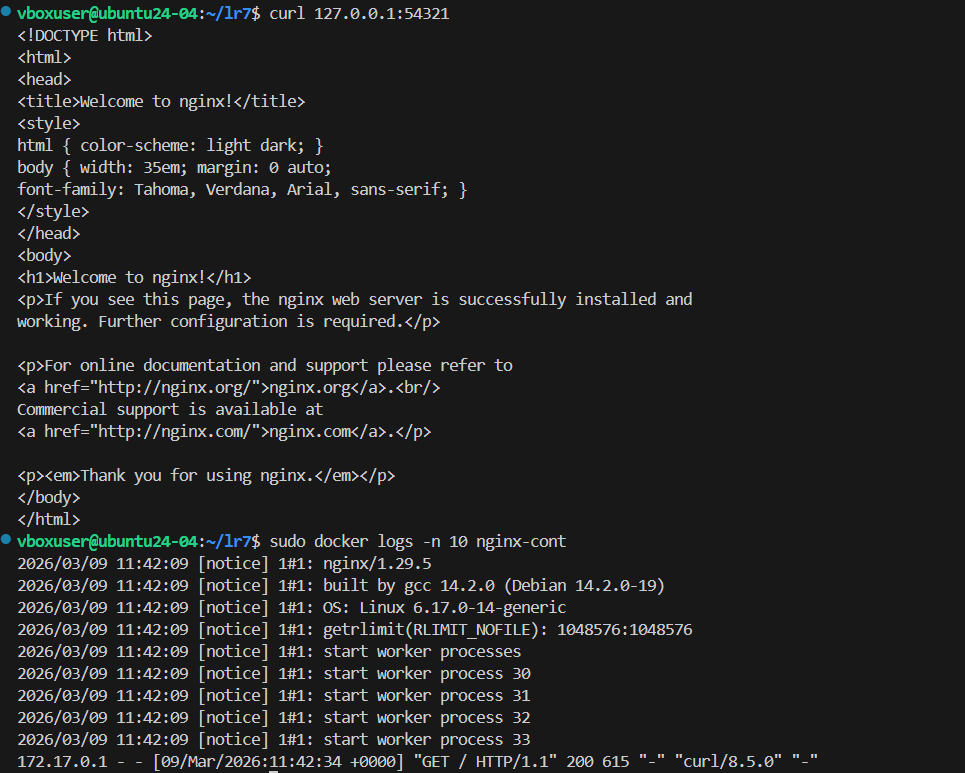 vboxuser@ubuntu24-04:~/lr7$ curl 127.0.0.1:54321
<!DOCTYPE html>
<html>
<head>
<title>Welcome to nginx!</title>
<style>
html { color-scheme: light dark; }
body { width: 35em; margin: 0 auto;
font-family: Tahoma, Verdana, Arial, sans-serif; }
</style>
</head>
<body>
<h1>Welcome to nginx!</h1>
<p>If you see this page, the nginx web server is successfully installed and
working. Further configuration is required.</p>

<p>For online documentation and support please refer to
<a href="http://nginx.org/">nginx.org</a>.<br/>
Commercial support is available at
<a href="http://nginx.com/">nginx.com</a>.</p>

<p><em>Thank you for using nginx.</em></p>
</body>
</html>
vboxuser@ubuntu24-04:~/lr7$ sudo docker logs -n 10 nginx-cont
2026/03/09 11:42:09 [notice] 1#1: nginx/1.29.5
2026/03/09 11:42:09 [notice] 1#1: built by gcc 14.2.0 (Debian 14.2.0-19)
2026/03/09 11:42:09 [notice] 1#1: OS: Linux 6.17.0-14-generic
2026/03/09 11:42:09 [notice] 1#1: getrlimit(RLIMIT_NOFILE): 1048576:1048576
2026/03/09 11:42:09 [notice] 1#1: start worker processes
2026/03/09 11:42:09 [notice] 1#1: start worker process 30
2026/03/09 11:42:09 [notice] 1#1: start worker process 31
2026/03/09 11:42:09 [notice] 1#1: start worker process 32
2026/03/09 11:42:09 [notice] 1#1: start worker process 33
172.17.0.1 - - [09/Mar/2026:11:42:34 +0000] "GET / HTTP/1.1" 200 615 "-" "curl/8.5.0" "-"